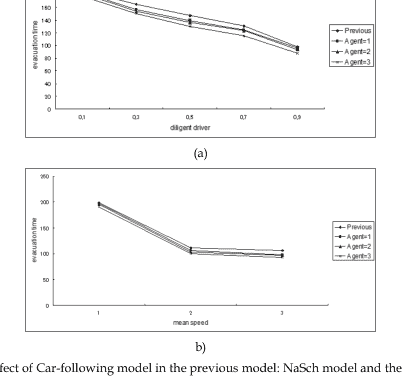 160
140
120
100
80
60
40
20
0
evacuation time
0,1
0,3
0,5
0,7
0,9
diligent driver
Previous
Agent=1
Agent=2
Agent=3
(a)
250
200
150
100
50
0
evacuation time
1
2
3
mean speed
Previous
Agent=1
Agent=2
Agent=3
b)
fect of Car-following model in the previous model: NaSch model and the